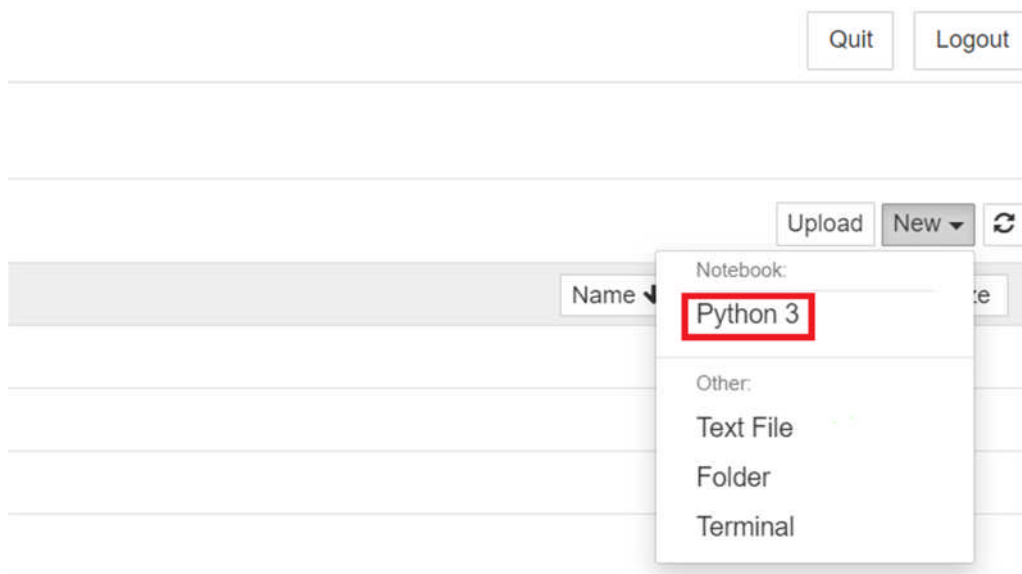 Quit Logout
Upload New
Notebook:
Name
Python 3
Other:
Text File
Folder
Terminal